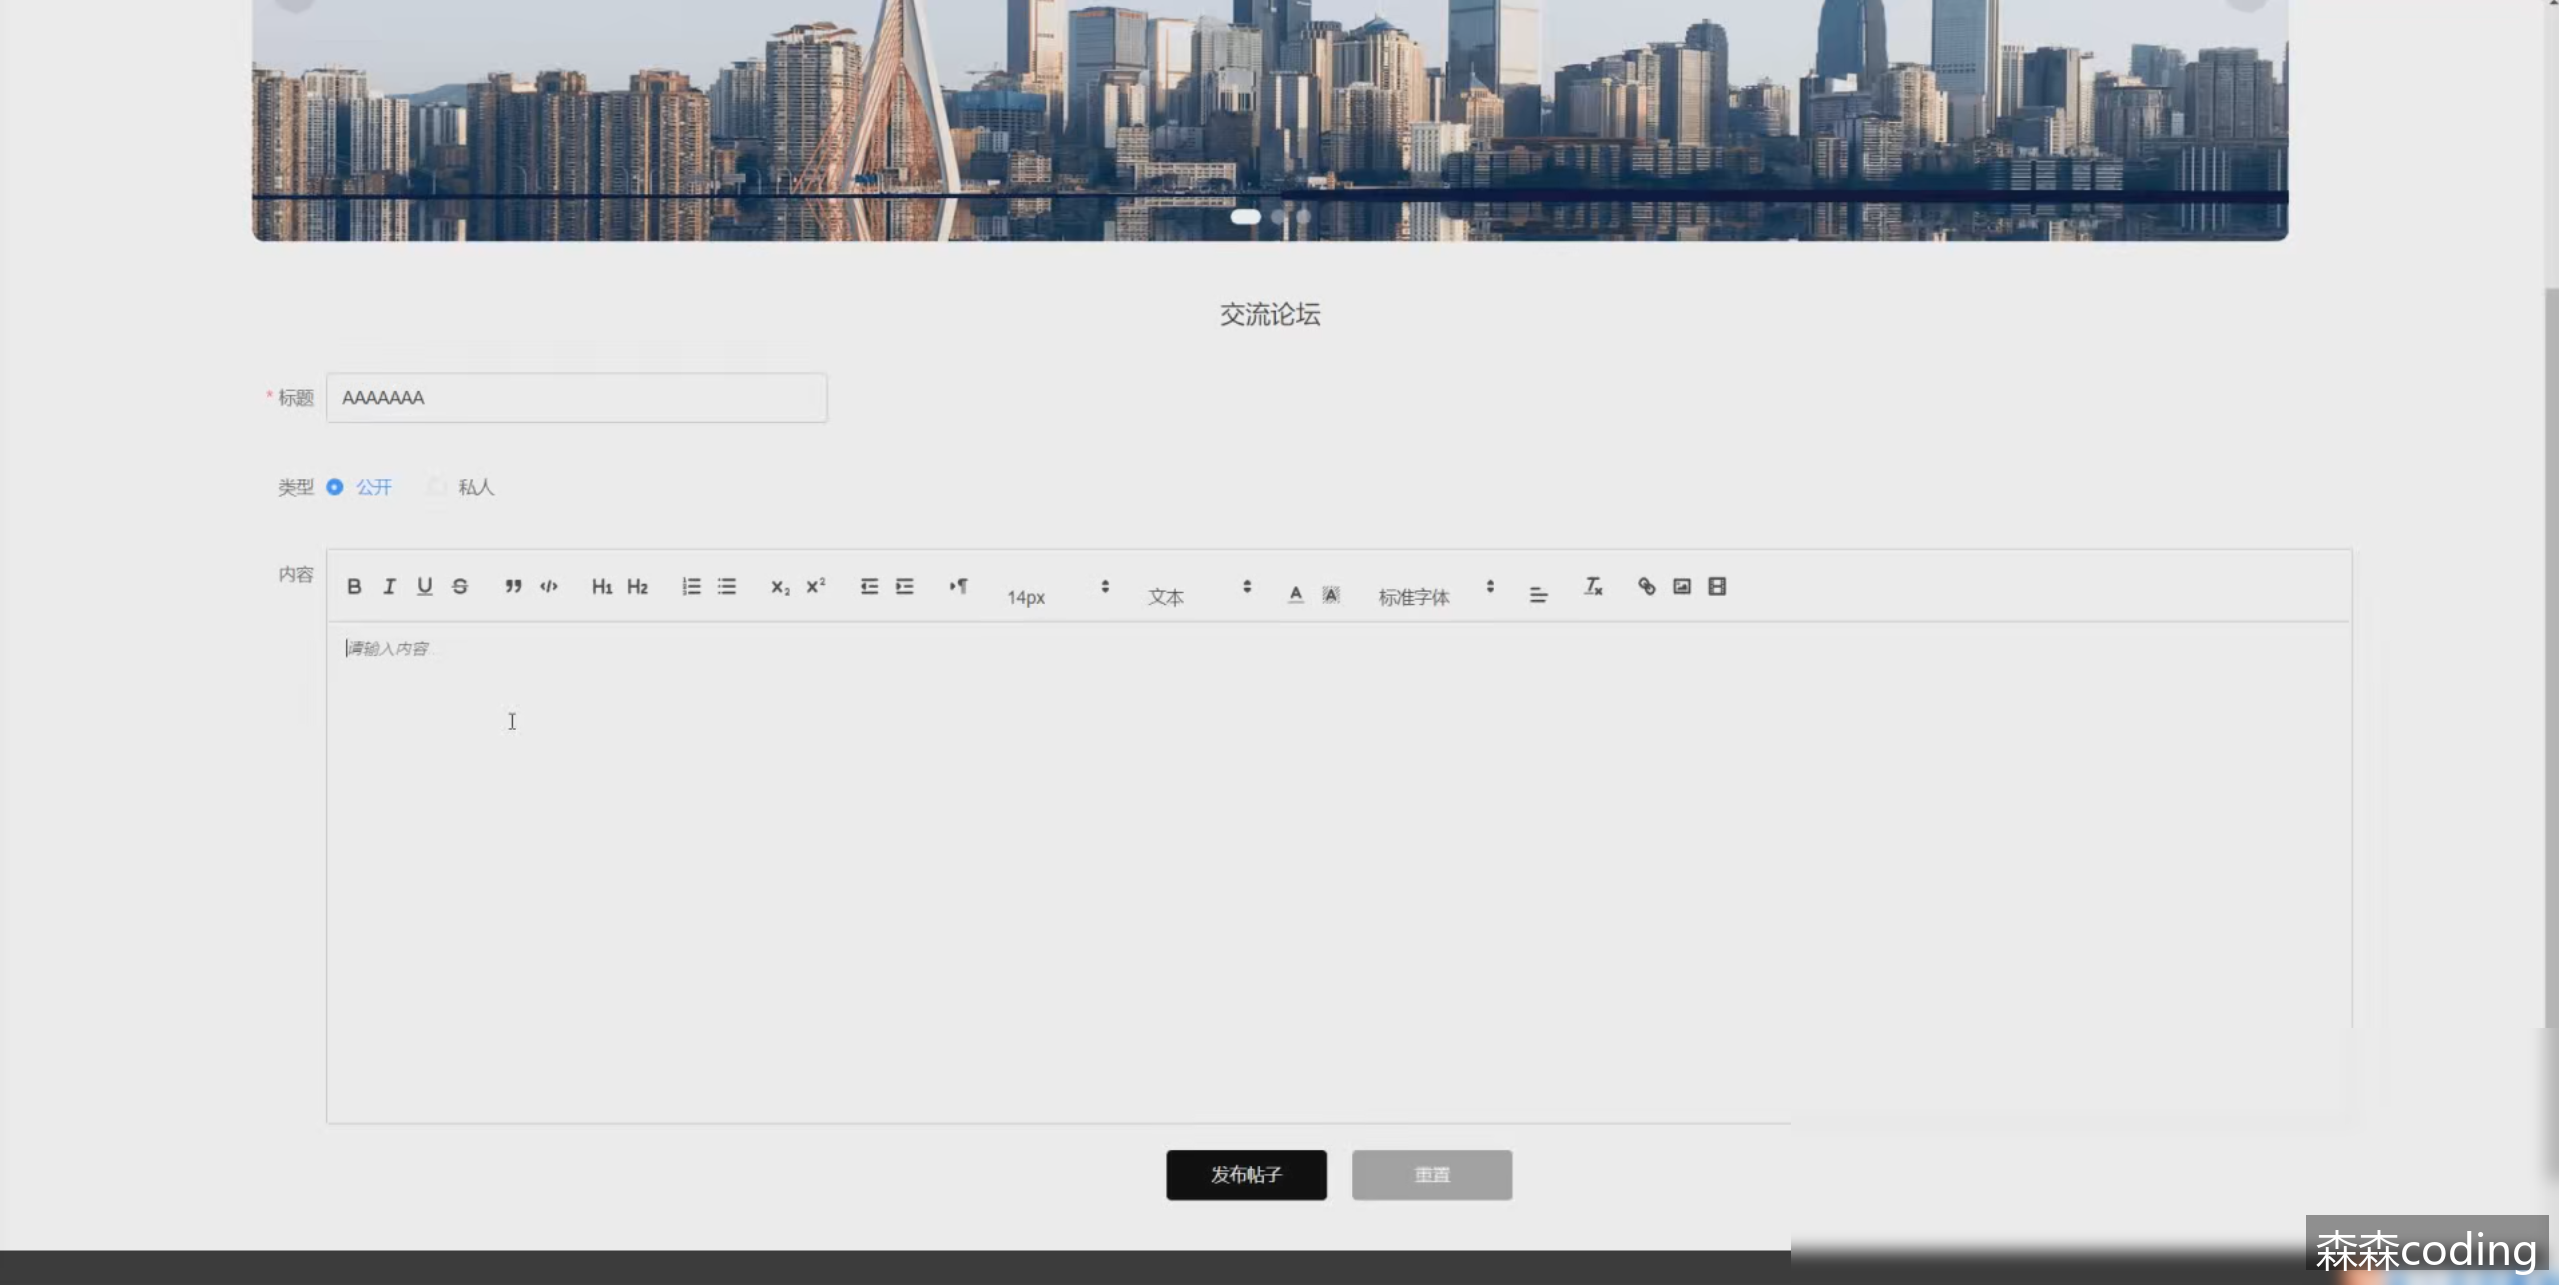 交流论坛
* 标题 AAAAAAA
类型 公开 私人
内容
B I U S H1 H2 X2 X2 14px 文本 A A 标准字体
请输入内容
发布帖子 重置
森森coding